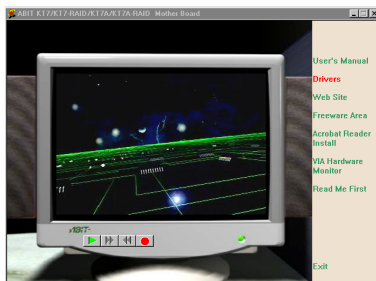 ABIT KT7/KT7-RAID/KT7A/KT7A-RAID Mother Board
User's Manual
Drivers
Web Site
Freeware Area
Acrobat Reader
Install
VIA Hardware
Monitor
Read Me First
ABIT
Exit